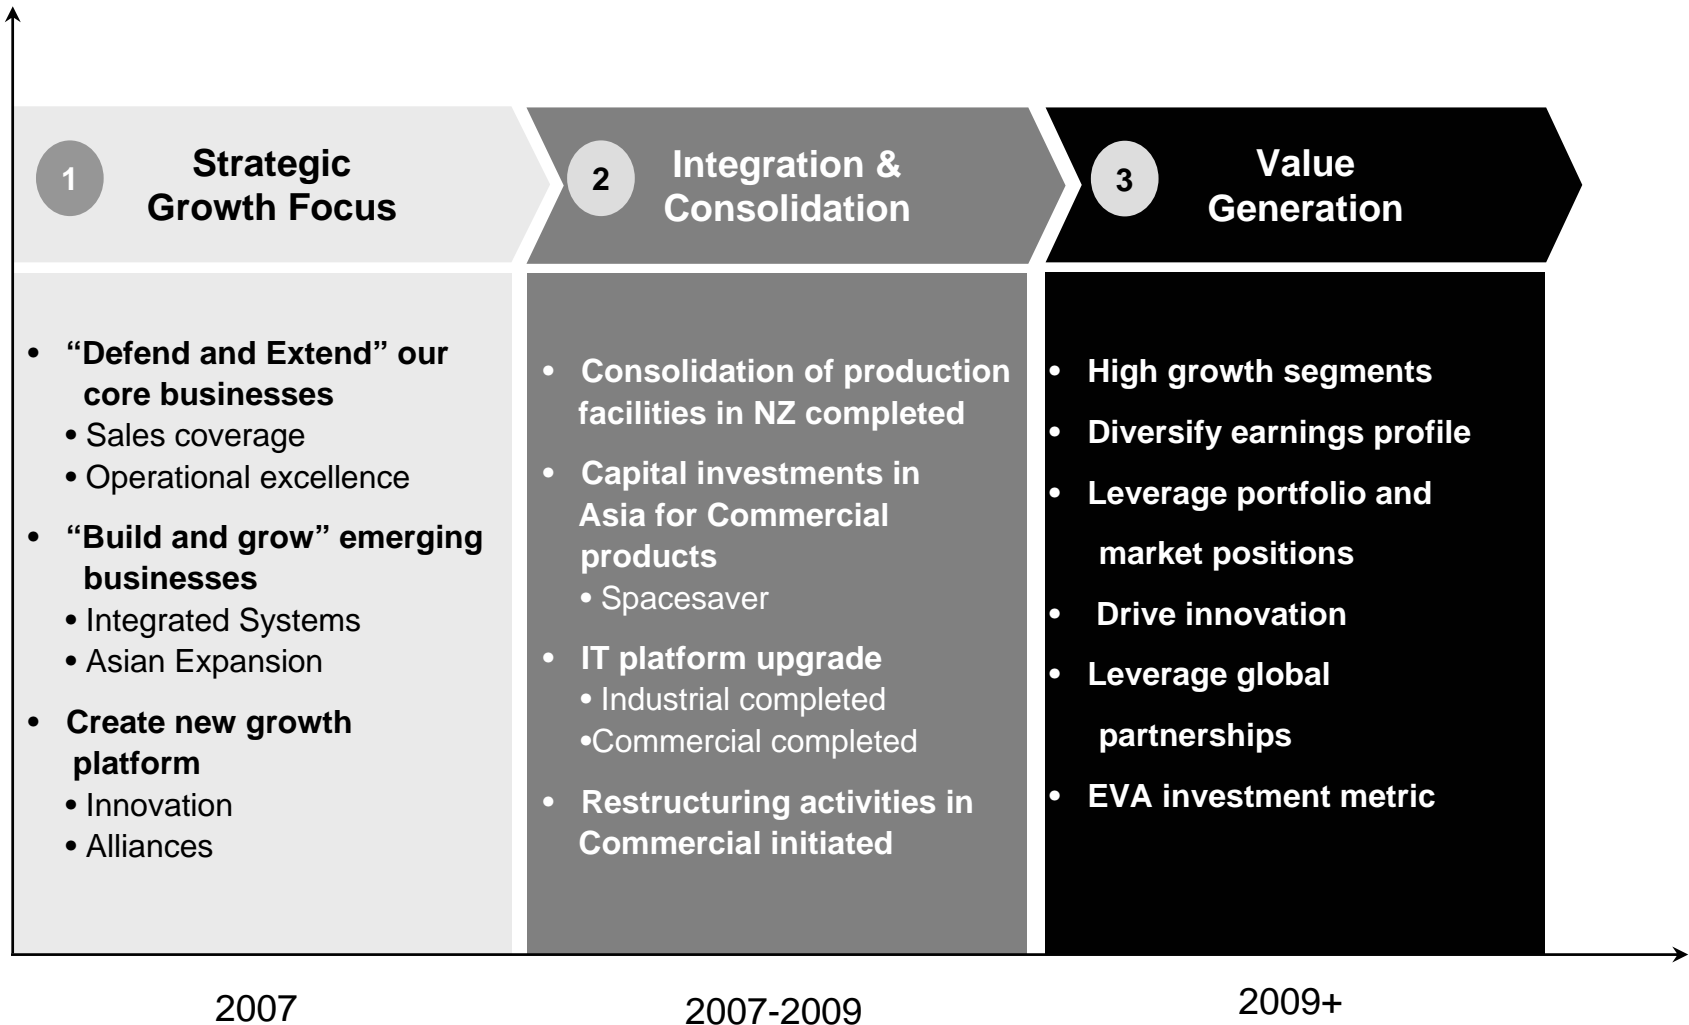 1
Strategic
Growth Focus
2
Integration &
Consolidation
3
Value
Generation
• “Defend and Extend” our
core businesses
• Sales coverage
• Operational excellence
• “Build and grow” emerging
businesses
• Integrated Systems
• Asian Expansion
• Create new growth
platform
• Innovation
• Alliances
• Consolidation of production
facilities in NZ completed
• Capital investments in
Asia for Commercial
products
• Spacesaver
• IT platform upgrade
• Industrial completed
•Commercial completed
• Restructuring activities in
Commercial initiated
• High growth segments
• Diversify earnings profile
• Leverage portfolio and
market positions
• Drive innovation
• Leverage global
partnerships
• EVA investment metric
2007
2007-2009
2009+